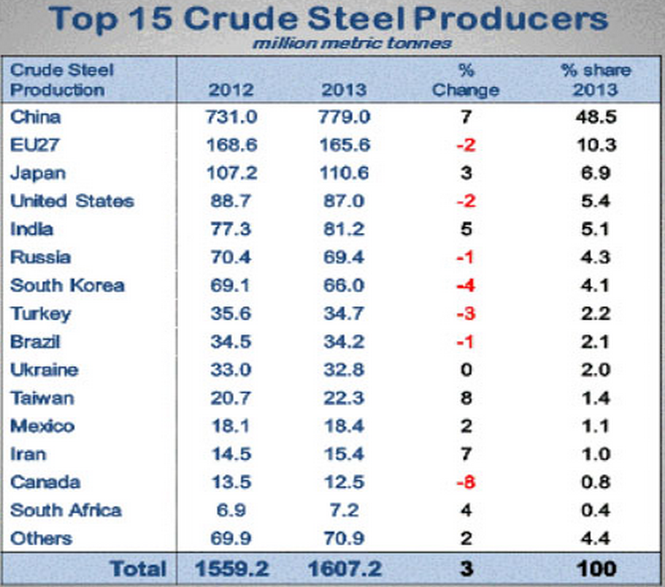 Top 15 Crude Steel Producers
million metric tonnes
Crude Steel Production 2012 2013 % Change % share 2013
China 731.0 779.0 7 48.5
EU27 168.6 165.6 -2 10.3
Japan 107.2 110.6 3 6.9
United States 88.7 87.0 -2 5.4
India 77.3 81.2 5 5.1
Russia 70.4 69.4 -1 4.3
South Korea 69.1 66.0 -4 4.1
Turkey 35.6 34.7 -3 2.2
Brazil 34.5 34.2 -1 2.1
Ukraine 33.0 32.8 0 2.0
Taiwan 20.7 22.3 8 1.4
Mexico 18.1 18.4 2 1.1
Iran 14.5 15.4 7 1.0
Canada 13.5 12.5 -8 0.8
South Africa 6.9 7.2 4 0.4
Others 69.9 70.9 2 4.4
Total 1559.2 1607.2 3 100